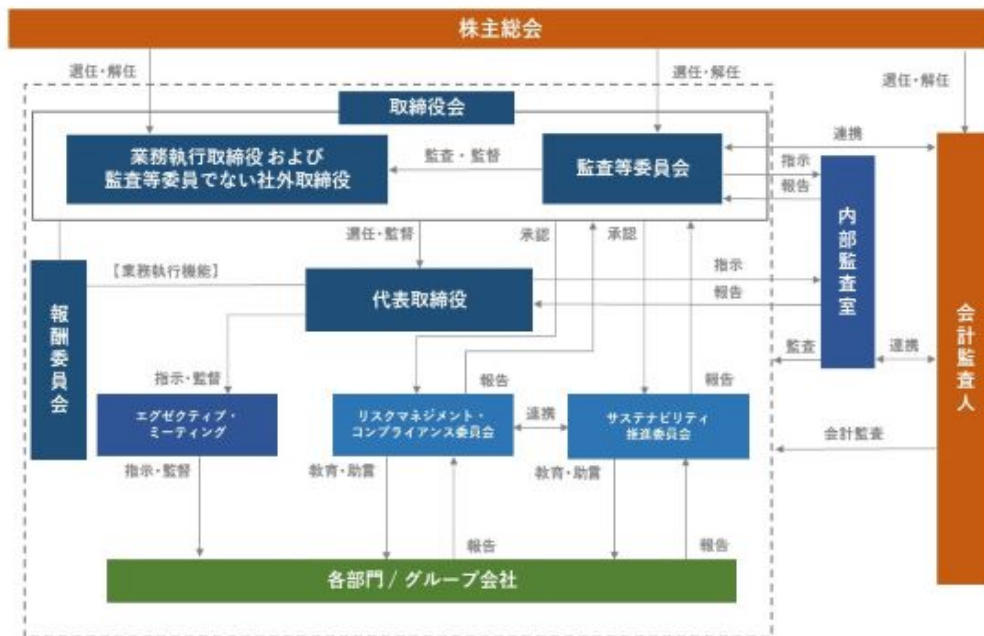 株主総会
選任・解任
選任・解任
選任・解任
取締役会
業務執行取締役 および
監査等委員でない社外取締役
監査・監督
監査等委員会
連携
指示
報告
内部監査室
会計監査人
選任・監督
承認
承認
【業務執行機能】
報酬委員会
代表取締役
指示
報告
監査
連携
指示・監督
報告
報告
エグゼクティブ・
ミーティング
リスクマネジメント・
コンプライアンス委員会
連携
サステナビリティ
推進委員会
会計監査
指示・監督
教育・助言
教育・助言
報告
報告
各部門 / グループ会社